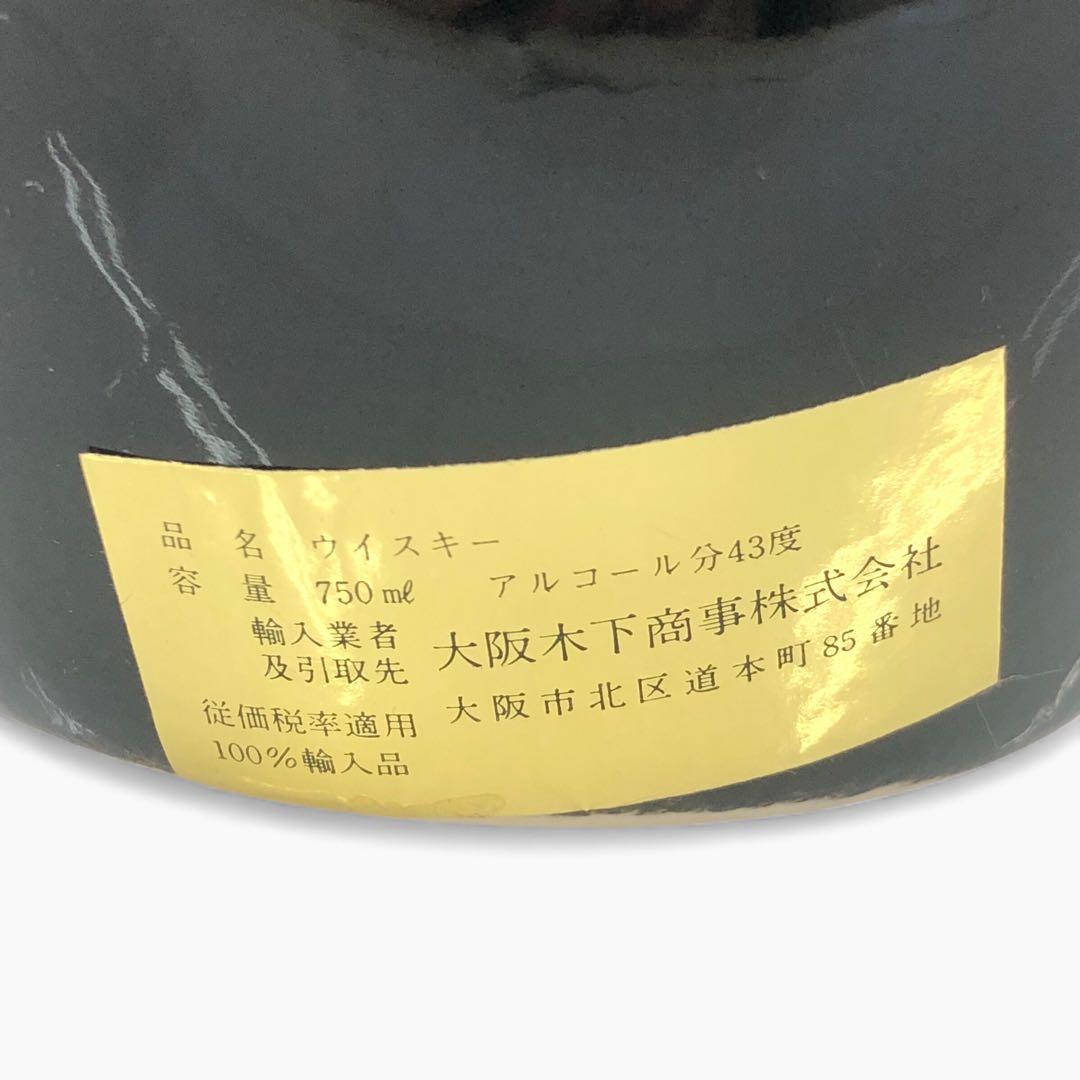 品名 ウイスキー
容量 750㎖ アルコール分43度
輸入業者
及引取先 大阪木下商事株式会社
大阪市北区道本町85番地
従価税率適用
100%輸入品